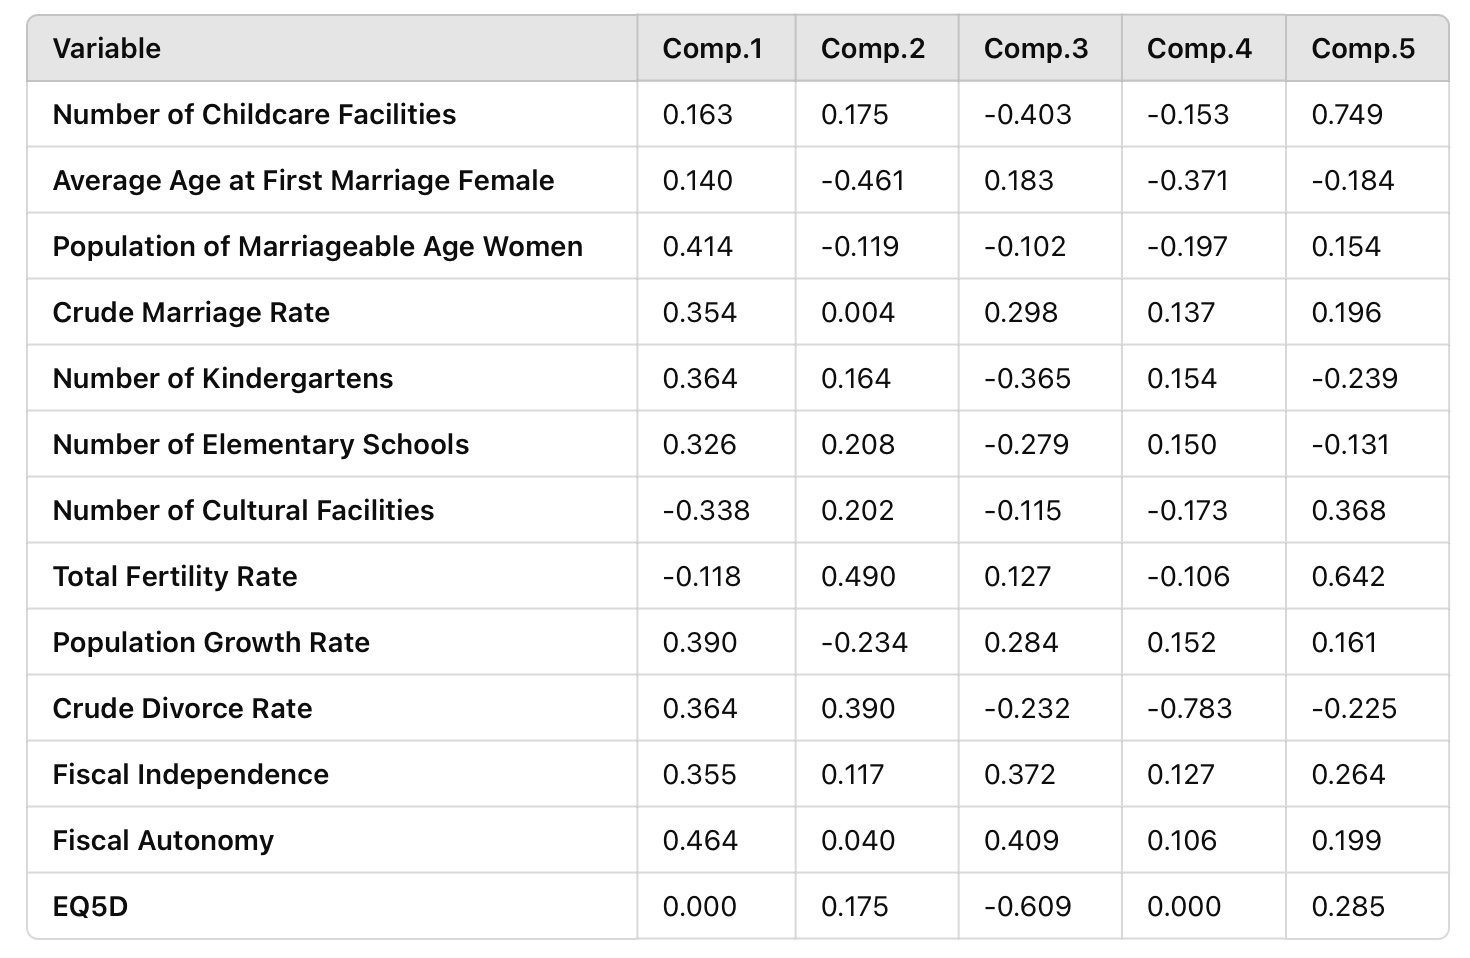 Variable Comp.1 Comp.2 Comp.3 Comp.4 Comp.5
Number of Childcare Facilities 0.163 0.175 -0.403 -0.153 0.749
Average Age at First Marriage Female 0.140 -0.461 0.183 -0.371 -0.184
Population of Marriageable Age Women 0.414 -0.119 -0.102 -0.197 0.154
Crude Marriage Rate 0.354 0.004 0.298 0.137 0.196
Number of Kindergartens 0.364 0.164 -0.365 0.154 -0.239
Number of Elementary Schools 0.326 0.208 -0.279 0.150 -0.131
Number of Cultural Facilities -0.338 0.202 -0.115 -0.173 0.368
Total Fertility Rate -0.118 0.490 0.127 -0.106 0.642
Population Growth Rate 0.390 -0.234 0.284 0.152 0.161
Crude Divorce Rate 0.364 0.390 -0.232 -0.783 -0.225
Fiscal Independence 0.355 0.117 0.372 0.127 0.264
Fiscal Autonomy 0.464 0.040 0.409 0.106 0.199
EQ5D 0.000 0.175 -0.609 0.000 0.285